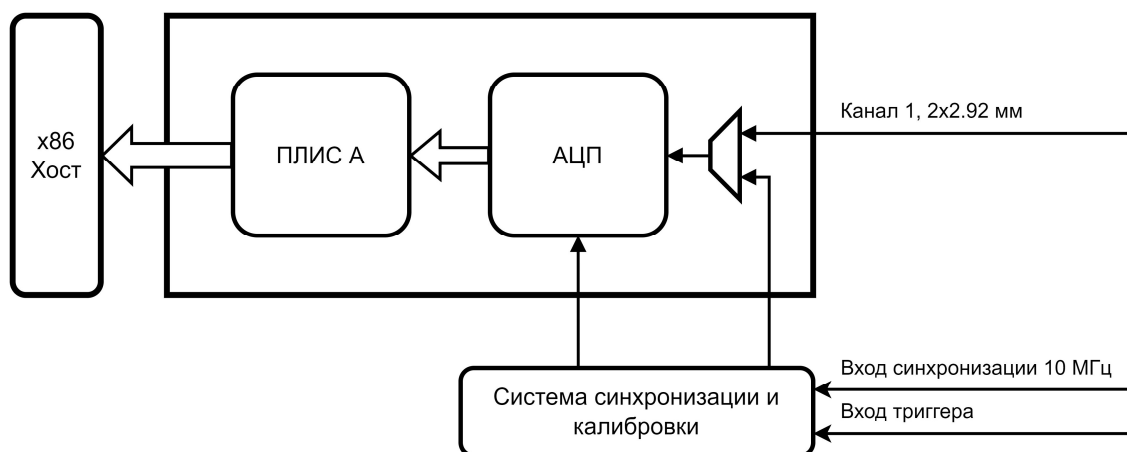 x86
Хост
ПЛИС А
АЦП
Канал 1, 2x2.92 мм
Система синхронизации и
калибровки
Вход синхронизации 10 МГц
Вход триггера